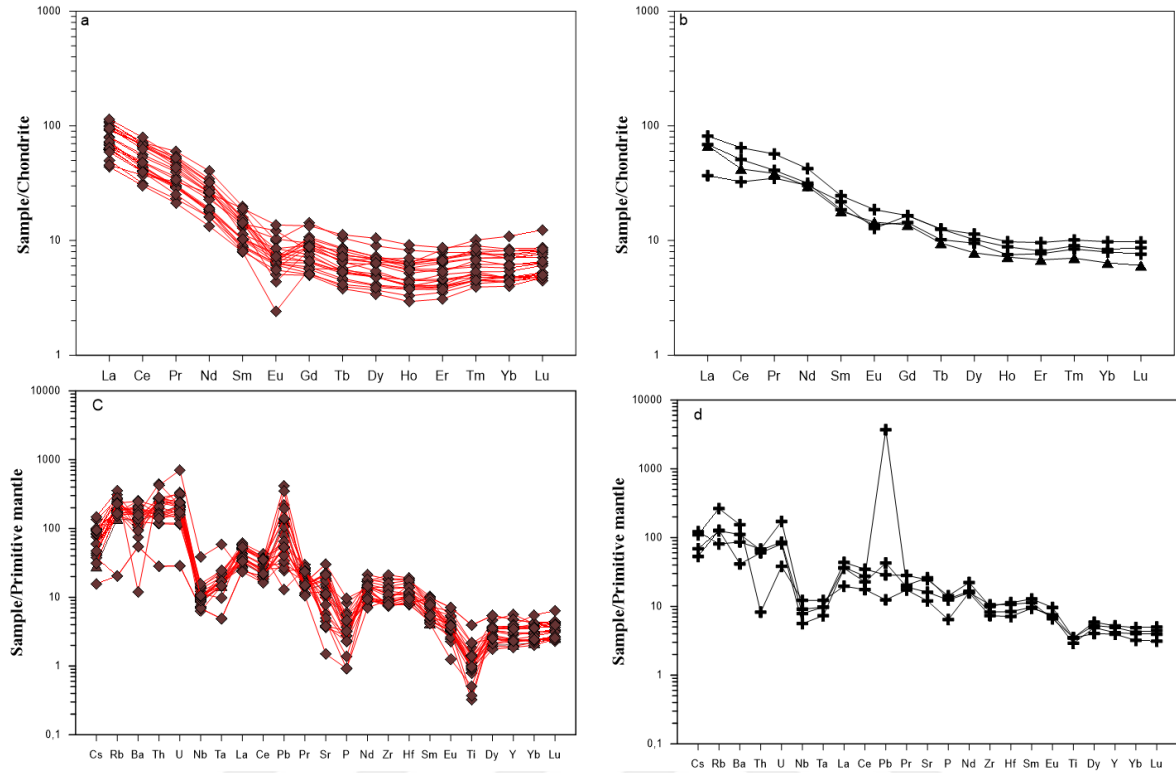 a
1000
100
10
1
Sample/Chondrite
La Ce Pr Nd Sm Eu Gd Tb Dy Ho Er Tm Yb Lu
b
1000
100
10
1
Sample/Chondrite
La Ce Pr Nd Sm Eu Gd Tb Dy Ho Er Tm Yb Lu
C
10000
1000
100
10
1
0,1
Sample/Primitive mantle
Cs Rb Ba Th U Nb Ta La Ce Pb Pr Sr P Nd Zr Hf Sm Eu Ti Dy Y Yb Lu
d
10000
1000
100
10
1
0,1
Sample/Primitive mantle
Cs Rb Ba Th U Nb Ta La Ce Pb Pr Sr P Nd Zr Hf Sm Eu Ti Dy Y Yb Lu